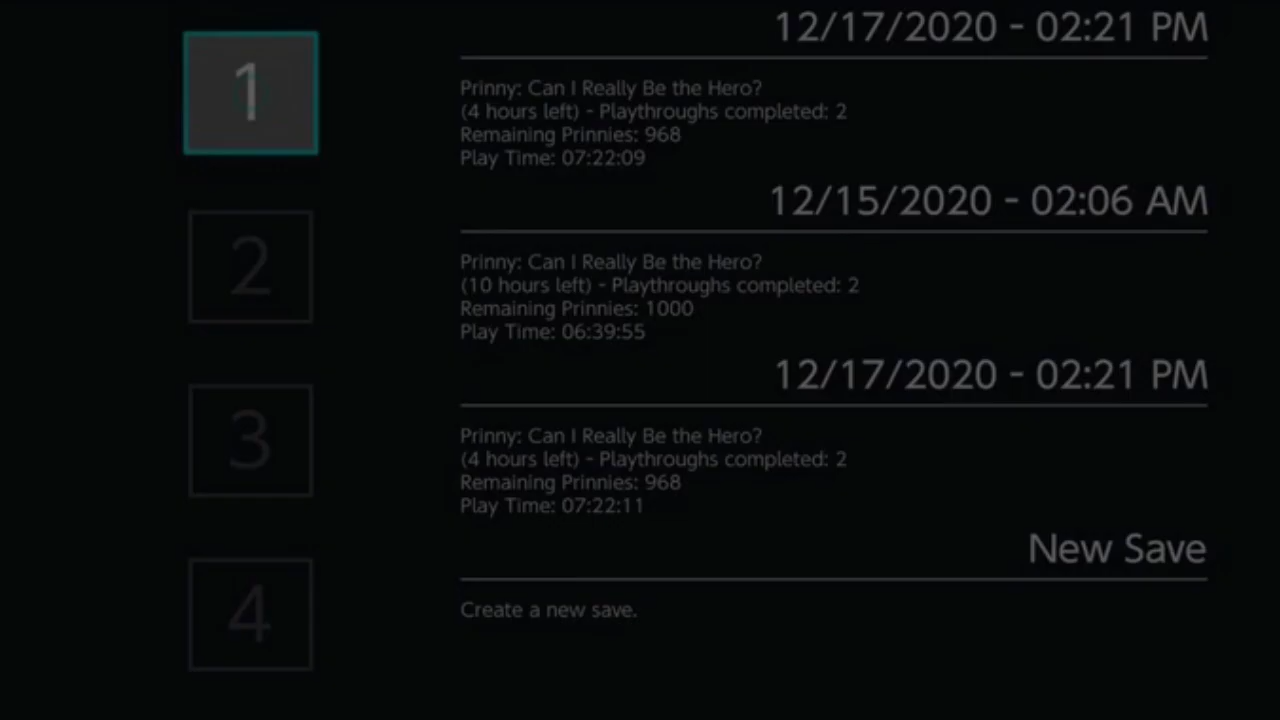 1
12/17/2020 - 02:21 PM
Prinny: Can I Really Be the Hero?
(4 hours left) - Playthroughs completed: 2
Remaining Prinnies: 968
Play Time: 07:22:09
2
12/15/2020 - 02:06 AM
Prinny: Can I Really Be the Hero?
(10 hours left) - Playthroughs completed: 2
Remaining Prinnies: 1000
Play Time: 06:39:55
3
12/17/2020 - 02:21 PM
Prinny: Can I Really Be the Hero?
(4 hours left) - Playthroughs completed: 2
Remaining Prinnies: 968
Play Time: 07:22:11
4
New Save
Create a new save.